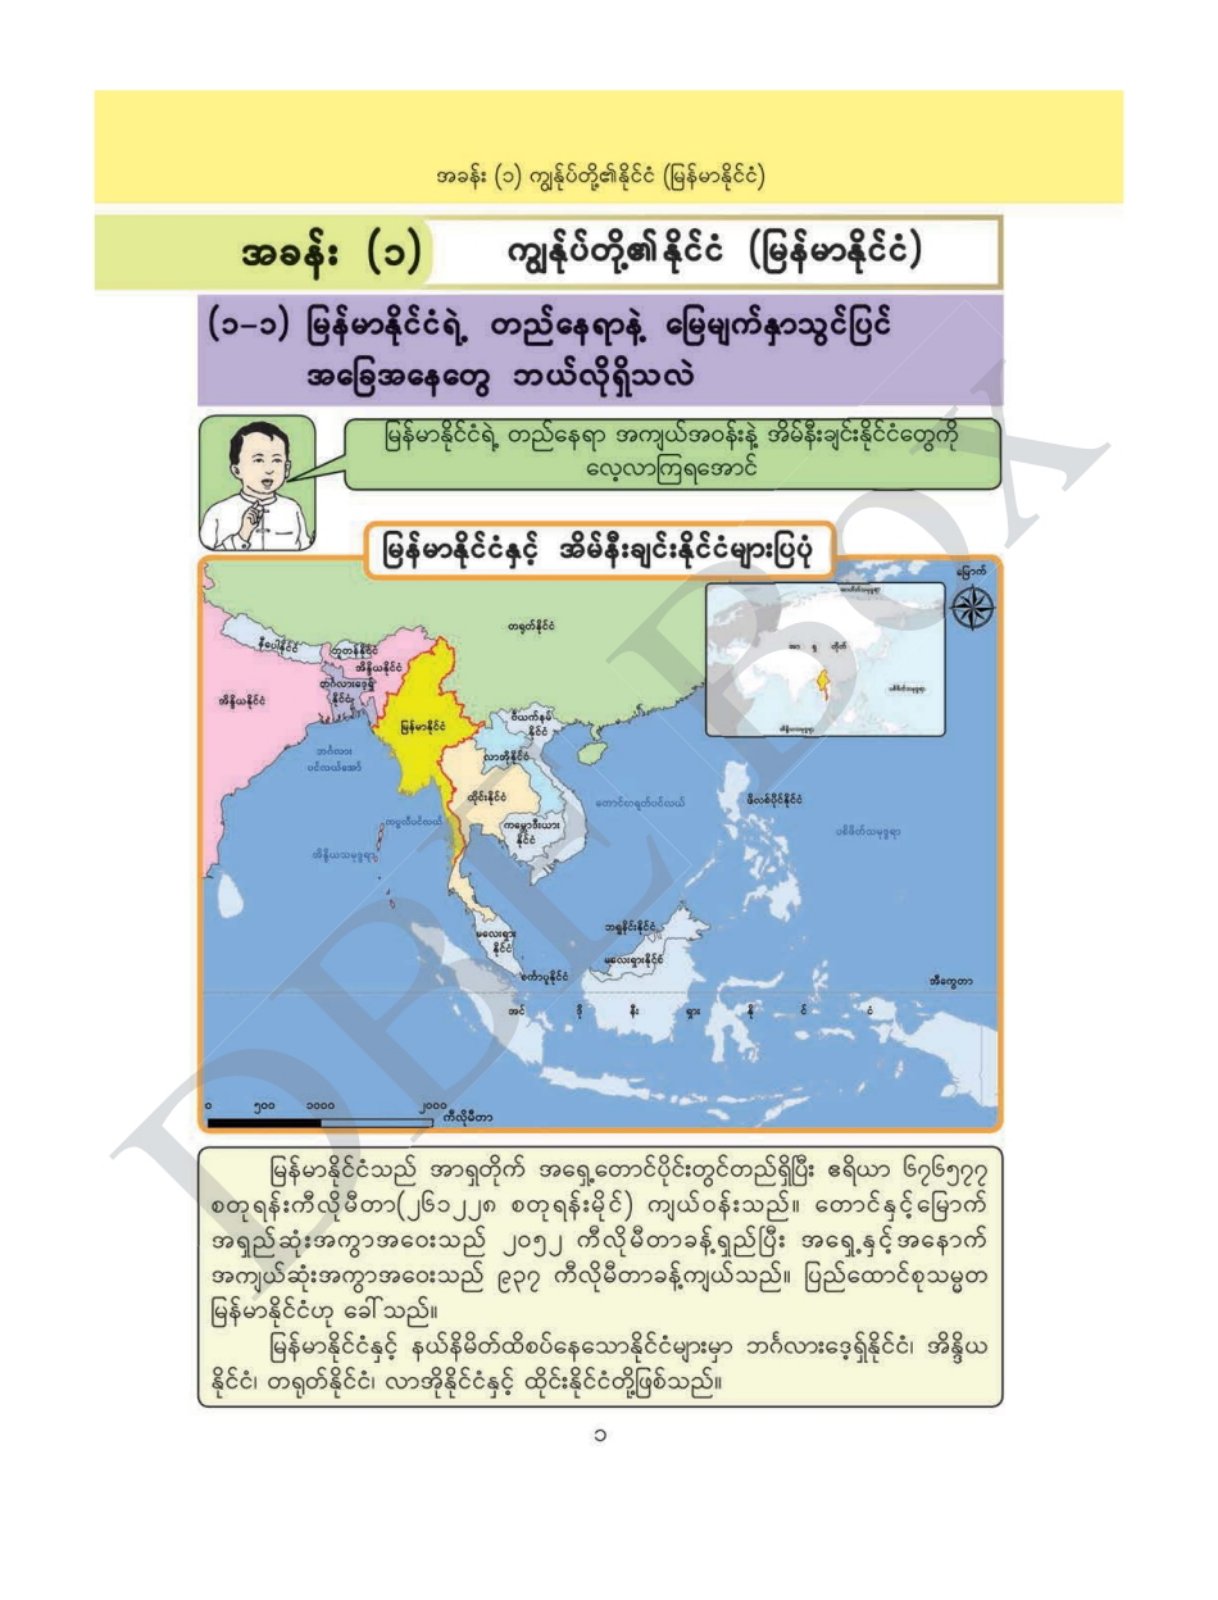 အခန်း (၁) ကျွန်ုပ်တို့၏နိုင်ငံ (မြန်မာနိုင်ငံ)
အခန်း (၁) ကျွန်ုပ်တို့၏နိုင်ငံ (မြန်မာနိုင်ငံ)
(၁-၁) မြန်မာနိုင်ငံရဲ့ တည်နေရာနဲ့ မြေမျက်နှာသွင်ပြင်
အခြေအနေတွေ ဘယ်လိုရှိသလဲ
မြန်မာနိုင်ငံရဲ့ တည်နေရာ အကျယ်အဝန်းနဲ့ အိမ်နီးချင်းနိုင်ငံတွေကို
လေ့လာကြရအောင်
မြန်မာနိုင်ငံနှင့် အိမ်နီးချင်းနိုင်ငံများပြပုံ
မြောက်
အာ ရှ တိုက်
ပစိဖိတ်သမုဒ္ဒရာ
အိန္ဒိယသမုဒ္ဒရာ
တရုတ်နိုင်ငံ
နီပေါနိုင်ငံ
ဘူတန်နိုင်ငံ
အိန္ဒိယနိုင်ငံ
ဘင်္ဂလားဒေ့ရှ်
နိုင်ငံ
အိန္ဒိယနိုင်ငံ
မြန်မာနိုင်ငံ
ဗီယက်နမ်
နိုင်ငံ
ဘင်္ဂလား
ပင်လယ်အော်
လာအိုနိုင်ငံ
ထိုင်းနိုင်ငံ
တောင်တရုတ်ပင်လယ်
ဖိလစ်ပိုင်နိုင်ငံ
ကပ္ပလီပင်လယ်
ကမ္ဘောဒီးယား
နိုင်ငံ
ပစိဖိတ်သမုဒ္ဒရာ
အိန္ဒိယသမုဒ္ဒရာ
မလေးရှား
နိုင်ငံ
ဘရူနိုင်းနိုင်ငံ
မလေးရှားနိုင်ငံ
စင်္ကာပူနိုင်ငံ
အီကွေတာ
အင် ဒို နီး ရှား နို င် ငံ
၀ ၅၀၀ ၁၀၀၀ ၂၀၀၀
ကီလိုမီတာ
မြန်မာနိုင်ငံသည် အာရှတိုက် အရှေ့တောင်ပိုင်းတွင်တည်ရှိပြီး ဧရိယာ ၆၇၆၅၇၇
စတုရန်းကီလိုမီတာ(၂၆၁၂၂၈ စတုရန်းမိုင်) ကျယ်ဝန်းသည်။ တောင်နှင့်မြောက်
အရှည်ဆုံးအကွာအဝေးသည် ၂၀၅၂ ကီလိုမီတာခန့်ရှည်ပြီး အရှေ့နှင့်အနောက်
အကျယ်ဆုံးအကွာအဝေးသည် ၉၃၇ ကီလိုမီတာခန့်ကျယ်သည်။ ပြည်ထောင်စုသမ္မတ
မြန်မာနိုင်ငံဟု ခေါ်သည်။
မြန်မာနိုင်ငံနှင့် နယ်နိမိတ်ထိစပ်နေသောနိုင်ငံများမှာ ဘင်္ဂလားဒေ့ရှ်နိုင်ငံ၊ အိန္ဒိယ
နိုင်ငံ၊ တရုတ်နိုင်ငံ၊ လာအိုနိုင်ငံနှင့် ထိုင်းနိုင်ငံတို့ဖြစ်သည်။
၁
DBE Box